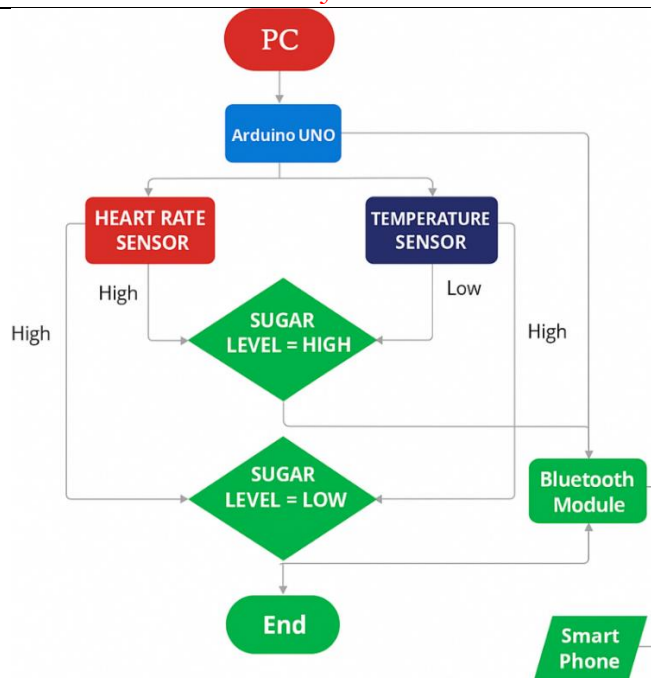 PC
Arduino UNO
HEART RATE
SENSOR
TEMPERATURE
SENSOR
High
Low
High
High
SUGAR
LEVEL = HIGH
SUGAR
LEVEL = LOW
Bluetooth
Module
End
Smart
Phone